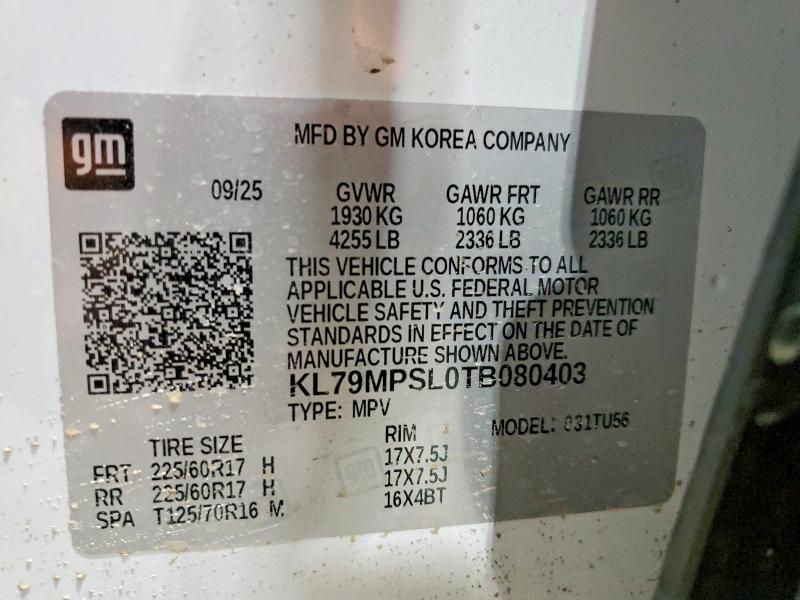 gm
MFD BY GM KOREA COMPANY
09/25 GVWR GAWR FRT GAWR RR
1930 KG 1060 KG 1060 KG
4255 LB 2336 LB 2336 LB
THIS VEHICLE CONFORMS TO ALL
APPLICABLE U.S. FEDERAL MOTOR
VEHICLE SAFETY AND THEFT PREVENTION
STANDARDS IN EFFECT ON THE DATE OF
MANUFACTURE SHOWN ABOVE.
KL79MPSL0TB080403
TYPE: MPV
MODEL: 031TU56
TIRE SIZE RIM
FRT 225/60R17 H 17X7.5J
RR 225/60R17 H 17X7.5J
SPA T125/70R16 M 16X4BT